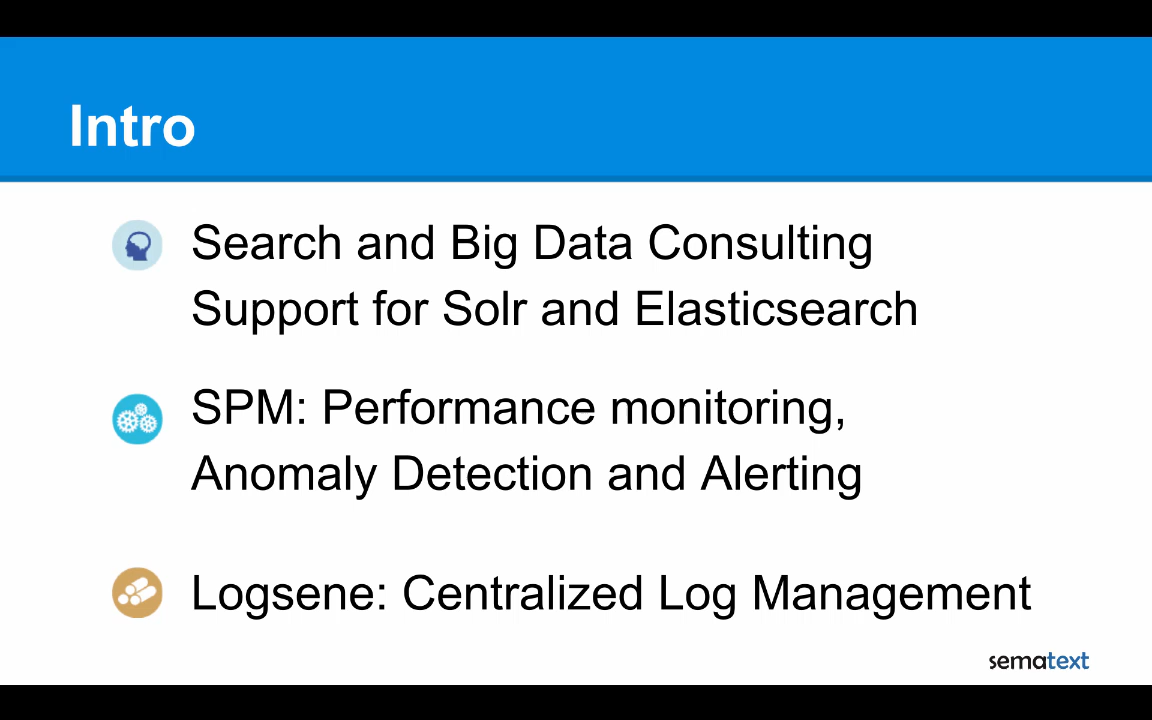 Intro
Search and Big Data Consulting
Support for Solr and Elasticsearch
SPM: Performance monitoring,
Anomaly Detection and Alerting
Logsene: Centralized Log Management
sematext